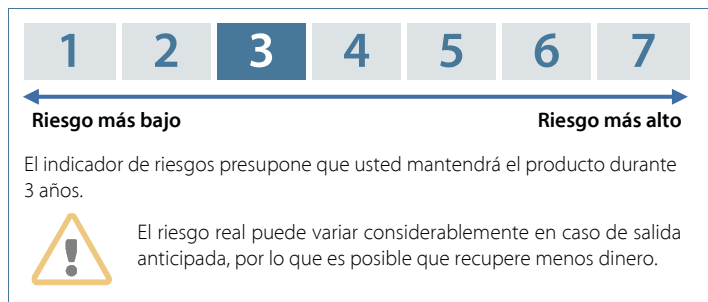 1 2 3 4 5 6 7
Riesgo más bajo Riesgo más alto
El indicador de riesgos presupone que usted mantendrá el producto durante
3 años.
El riesgo real puede variar considerablemente en caso de salida
anticipada, por lo que es posible que recupere menos dinero.